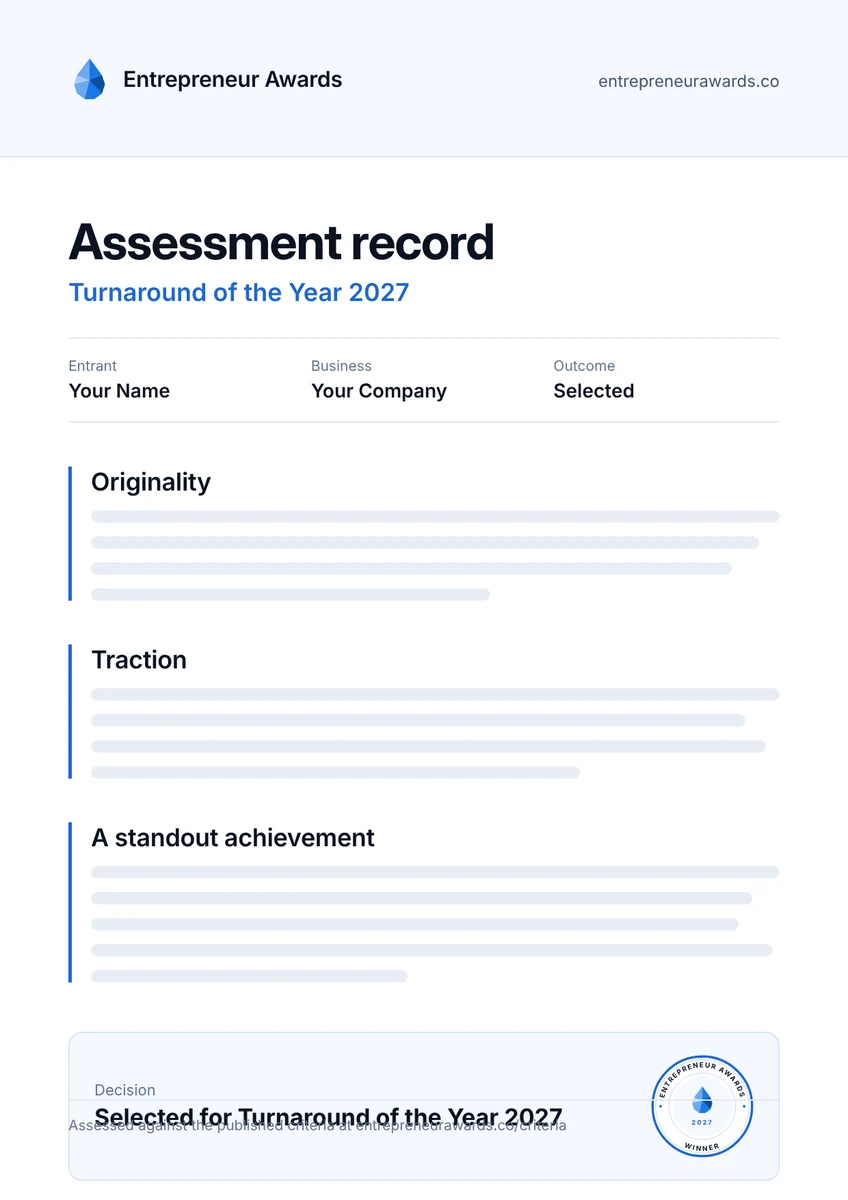 Entrepreneur Awards
entrepreneurawards.co
Assessment record
Turnaround of the Year 2027
Entrant
Your Name
Business
Your Company
Outcome
Selected
Originality
Traction
A standout achievement
Decision
Selected for Turnaround of the Year 2027
Assessed against the published criteria at entrepreneurawards.co/criteria
ENTREPRENEUR AWARDS
2027
WINNER